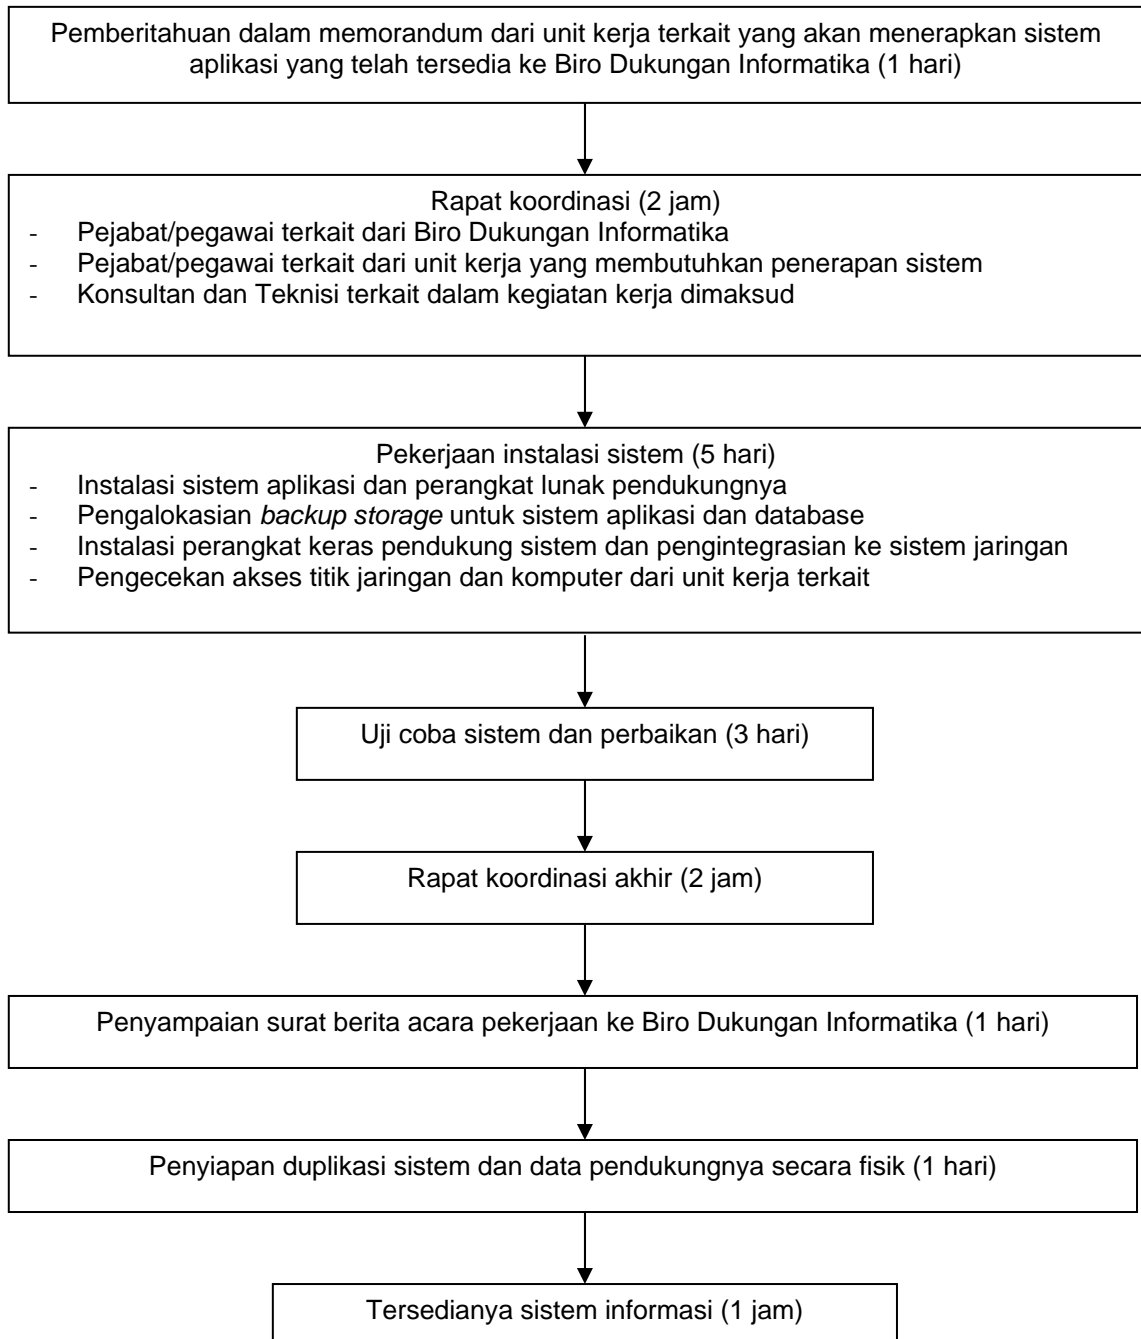 Pemberitahuan dalam memorandum dari unit kerja terkait yang akan menerapkan sistem
aplikasi yang telah tersedia ke Biro Dukungan Informatika (1 hari)
Rapat koordinasi (2 jam)
- Pejabat/pegawai terkait dari Biro Dukungan Informatika
- Pejabat/pegawai terkait dari unit kerja yang membutuhkan penerapan sistem
- Konsultan dan Teknisi terkait dalam kegiatan kerja dimaksud
Pekerjaan instalasi sistem (5 hari)
- Instalasi sistem aplikasi dan perangkat lunak pendukungnya
- Pengalokasian backup storage untuk sistem aplikasi dan database
- Instalasi perangkat keras pendukung sistem dan pengintegrasian ke sistem jaringan
- Pengecekan akses titik jaringan dan komputer dari unit kerja terkait
Uji coba sistem dan perbaikan (3 hari)
Rapat koordinasi akhir (2 jam)
Penyampaian surat berita acara pekerjaan ke Biro Dukungan Informatika (1 hari)
Penyiapan duplikasi sistem dan data pendukungnya secara fisik (1 hari)
Tersedianya sistem informasi (1 jam)